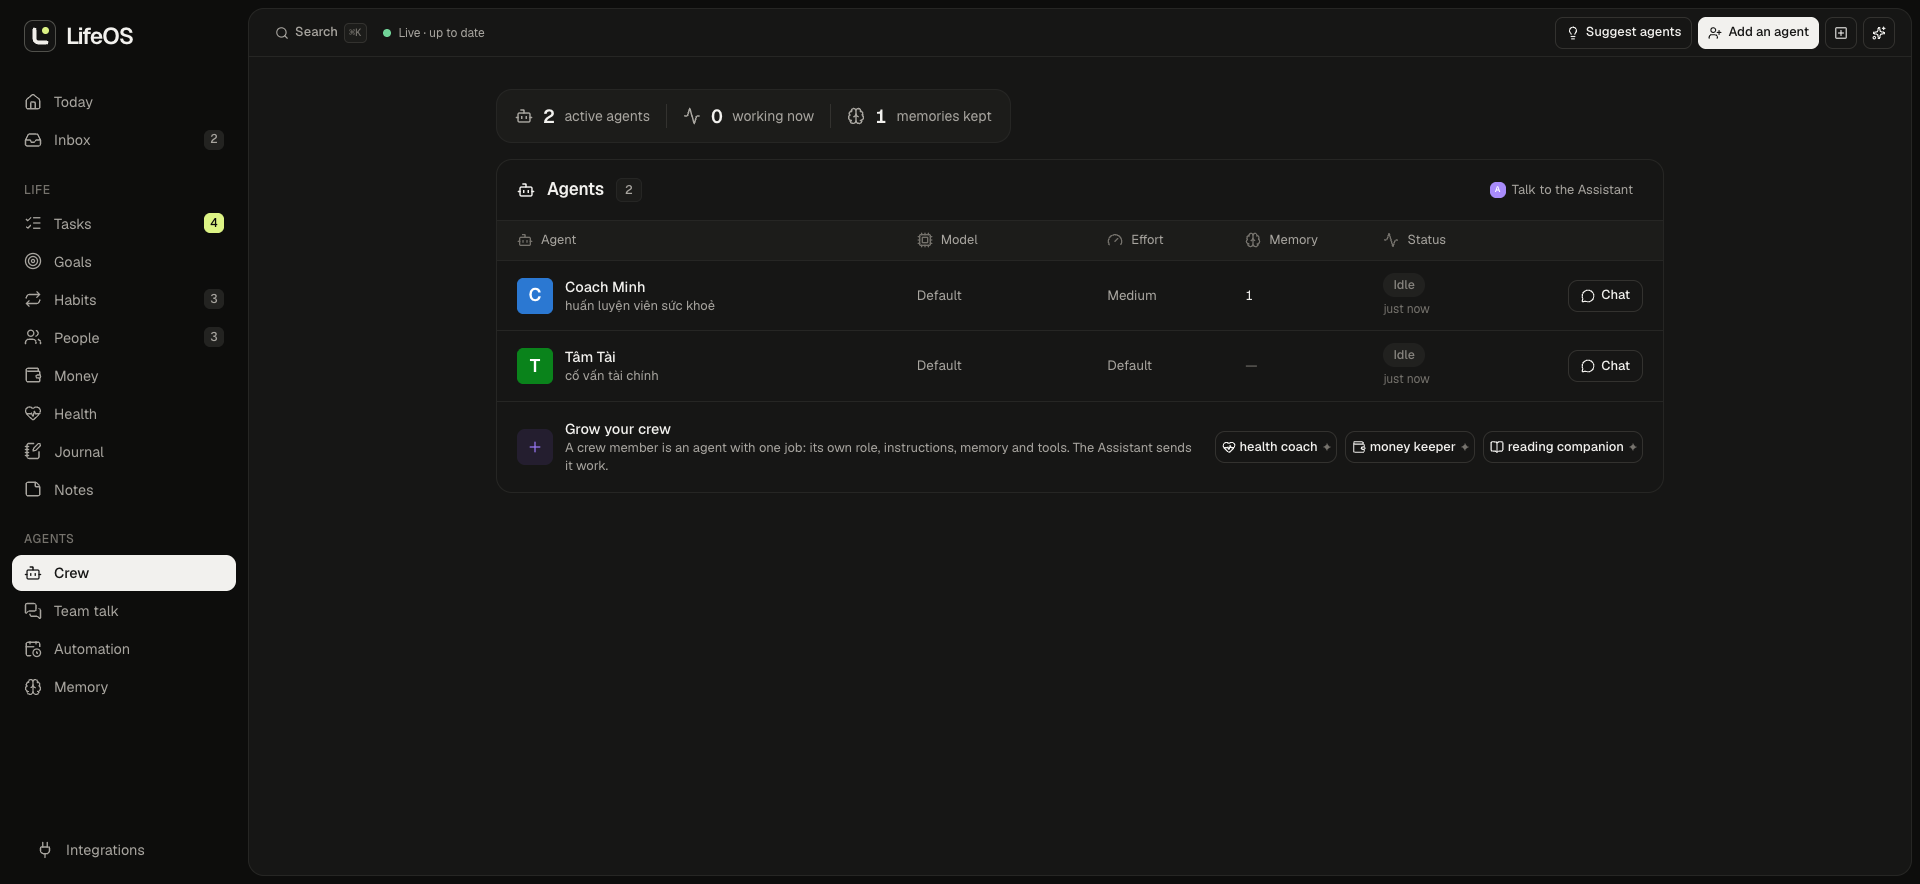 LifeOS
Today
Inbox 2
LIFE
Tasks 4
Goals
Habits 3
People 3
Money
Health
Journal
Notes
AGENTS
Crew
Team talk
Automation
Memory
Integrations
Search ⌘K Live · up to date
Suggest agents Add an agent
2 active agents 0 working now 1 memories kept
Agents 2 A Talk to the Assistant
Agent Model Effort Memory Status
C Coach Minh Default Medium 1 Idle Chat
huấn luyện viên sức khoẻ just now
T Tâm Tài Default Default — Idle Chat
cố vấn tài chính just now
Grow your crew
A crew member is an agent with one job: its own role, instructions, memory and tools. The Assistant sends
it work.
health coach money keeper reading companion